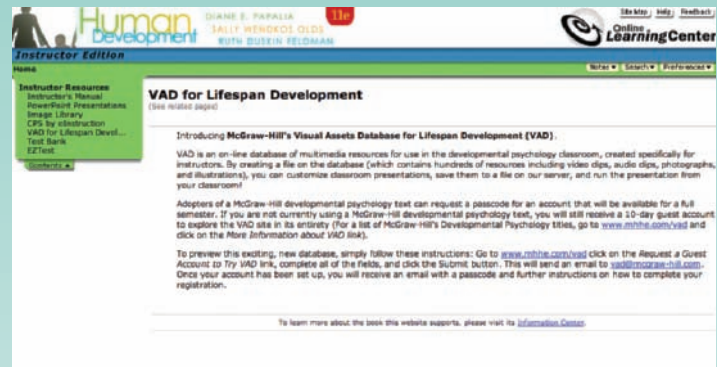 Human
Development
DIANE E. PAPALIA
SALLY WENDKOS OLDS
RUTH DUSKIN FELDMAN
11e
Site Map | Help | Feedback
Online
Learning Center
Instructor Edition
Home
Notes ▼ Search ▼ Preferences ▼
Instructor Resources
Instructor's Manual
PowerPoint Presentations
Image Library
CPS by eInstruction
VAD for Lifespan Devel...
Test Bank
EZTest
Contents ▲
VAD for Lifespan Development
(See related pages)
Introducing McGraw-Hill's Visual Assets Database for Lifespan Development (VAD).
VAD is an on-line database of multimedia resources for use in the developmental psychology classroom, created specifically for
instructors. By creating a file on the database (which contains hundreds of resources including video clips, audio clips, photographs,
and illustrations), you can customize classroom presentations, save them to a file on our server, and run the presentation from
your classroom!
Adopters of a McGraw-Hill developmental psychology text can request a passcode for an account that will be available for a full
semester. If you are not currently using a McGraw-Hill developmental psychology text, you will still receive a 10-day guest account
to explore the VAD site in its entirety (For a list of McGraw-Hill's Developmental Psychology titles, go to www.mhhe.com/vad and
click on the More Information about VAD link).
To preview this exciting, new database, simply follow these instructions: Go to www.mhhe.com/vad click on the Request a Guest
Account to Try VAD link, complete all of the fields, and click the Submit button. This will send an email to vad@mcgraw-hill.com.
Once your account has been set up, you will receive an email with a passcode and further instructions on how to complete your
registration.
To learn more about the book this website supports, please visit its Information Center.